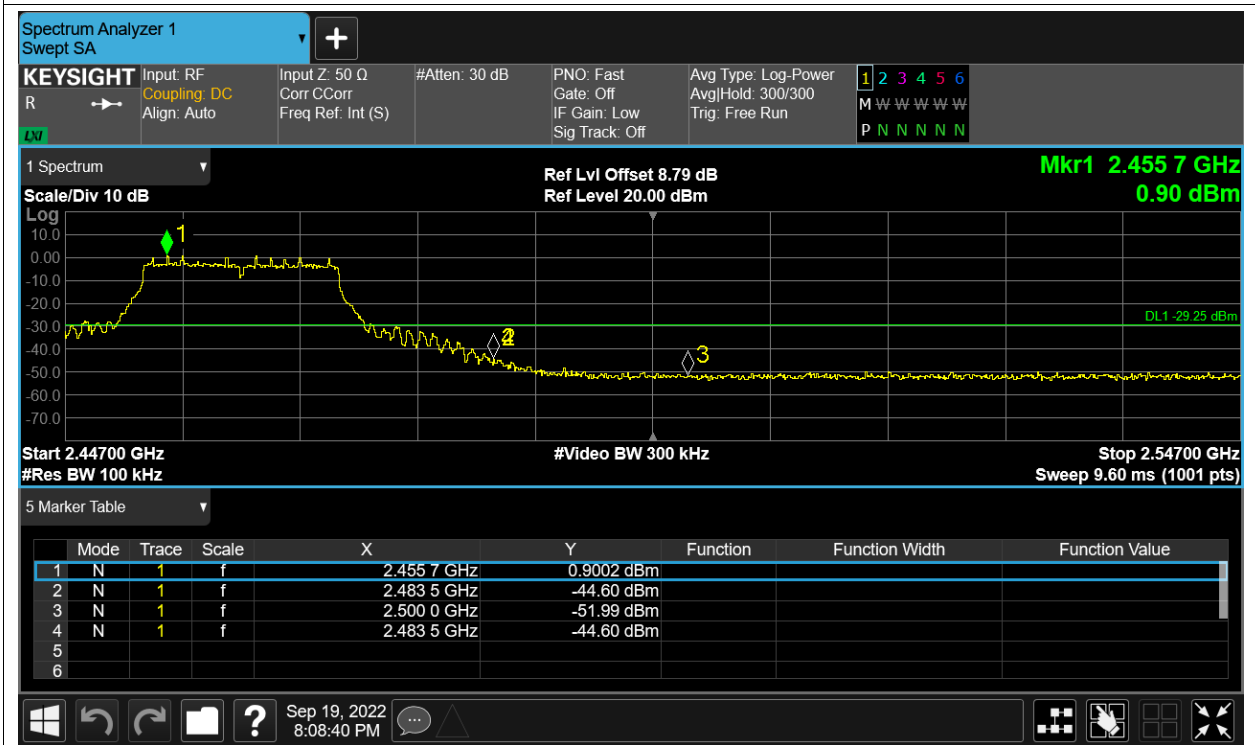 Spectrum Analyzer 1
Swept SA
KEYSIGHT
R
LXI
Input: RF
Coupling: DC
Align: Auto
Input Z: 50 Ω
Corr CCorr
Freq Ref: Int (S)
#Atten: 30 dB
PNO: Fast
Gate: Off
IF Gain: Low
Sig Track: Off
Avg Type: Log-Power
Avg|Hold: 300/300
Trig: Free Run
1 2 3 4 5 6
M W W W W W
P N N N N N
1 Spectrum
Scale/Div 10 dB
Ref Lvl Offset 8.79 dB
Ref Level 20.00 dBm
Mkr1 2.455 7 GHz
0.90 dBm
Log
10.0
0.00
-10.0
-20.0
-30.0
-40.0
-50.0
-60.0
-70.0
1
2
4
3
DL1 -29.25 dBm
Start 2.44700 GHz
#Res BW 100 kHz
#Video BW 300 kHz
Stop 2.54700 GHz
Sweep 9.60 ms (1001 pts)
5 Marker Table
Mode Trace Scale X Y Function Function Width Function Value
1 N 1 f 2.455 7 GHz 0.9002 dBm
2 N 1 f 2.483 5 GHz -44.60 dBm
3 N 1 f 2.500 0 GHz -51.99 dBm
4 N 1 f 2.483 5 GHz -44.60 dBm
5
6
?
Sep 19, 2022
8:08:40 PM